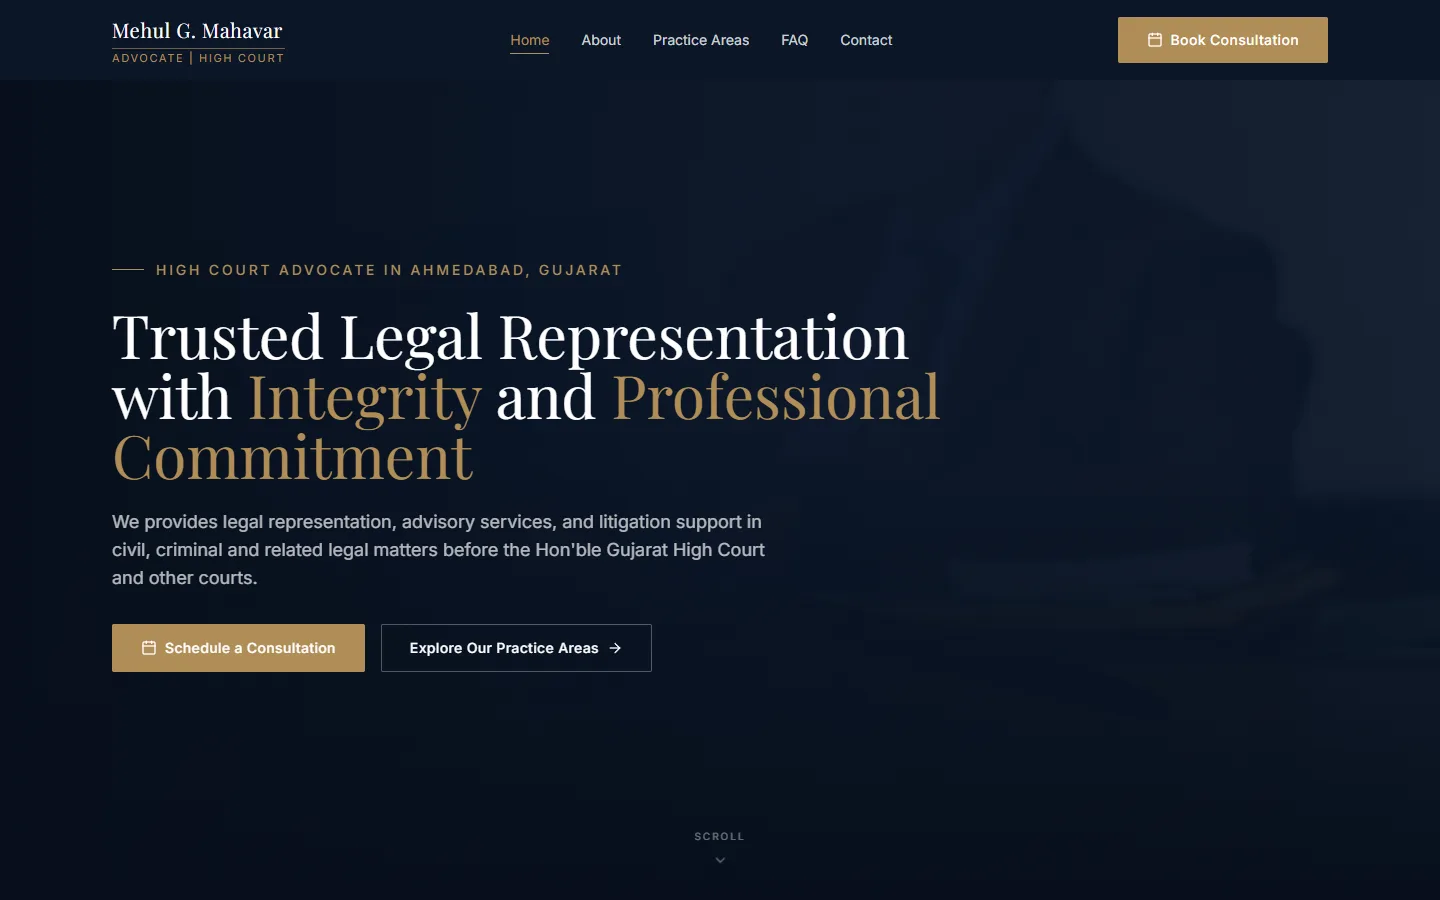 Mehul G. Mahavar
ADVOCATE | HIGH COURT
Home
About
Practice Areas
FAQ
Contact
Book Consultation
HIGH COURT ADVOCATE IN AHMEDABAD, GUJARAT
Trusted Legal Representation
with Integrity and Professional
Commitment
We provides legal representation, advisory services, and litigation support in
civil, criminal and related legal matters before the Hon'ble Gujarat High Court
and other courts.
Schedule a Consultation
Explore Our Practice Areas
SCROLL